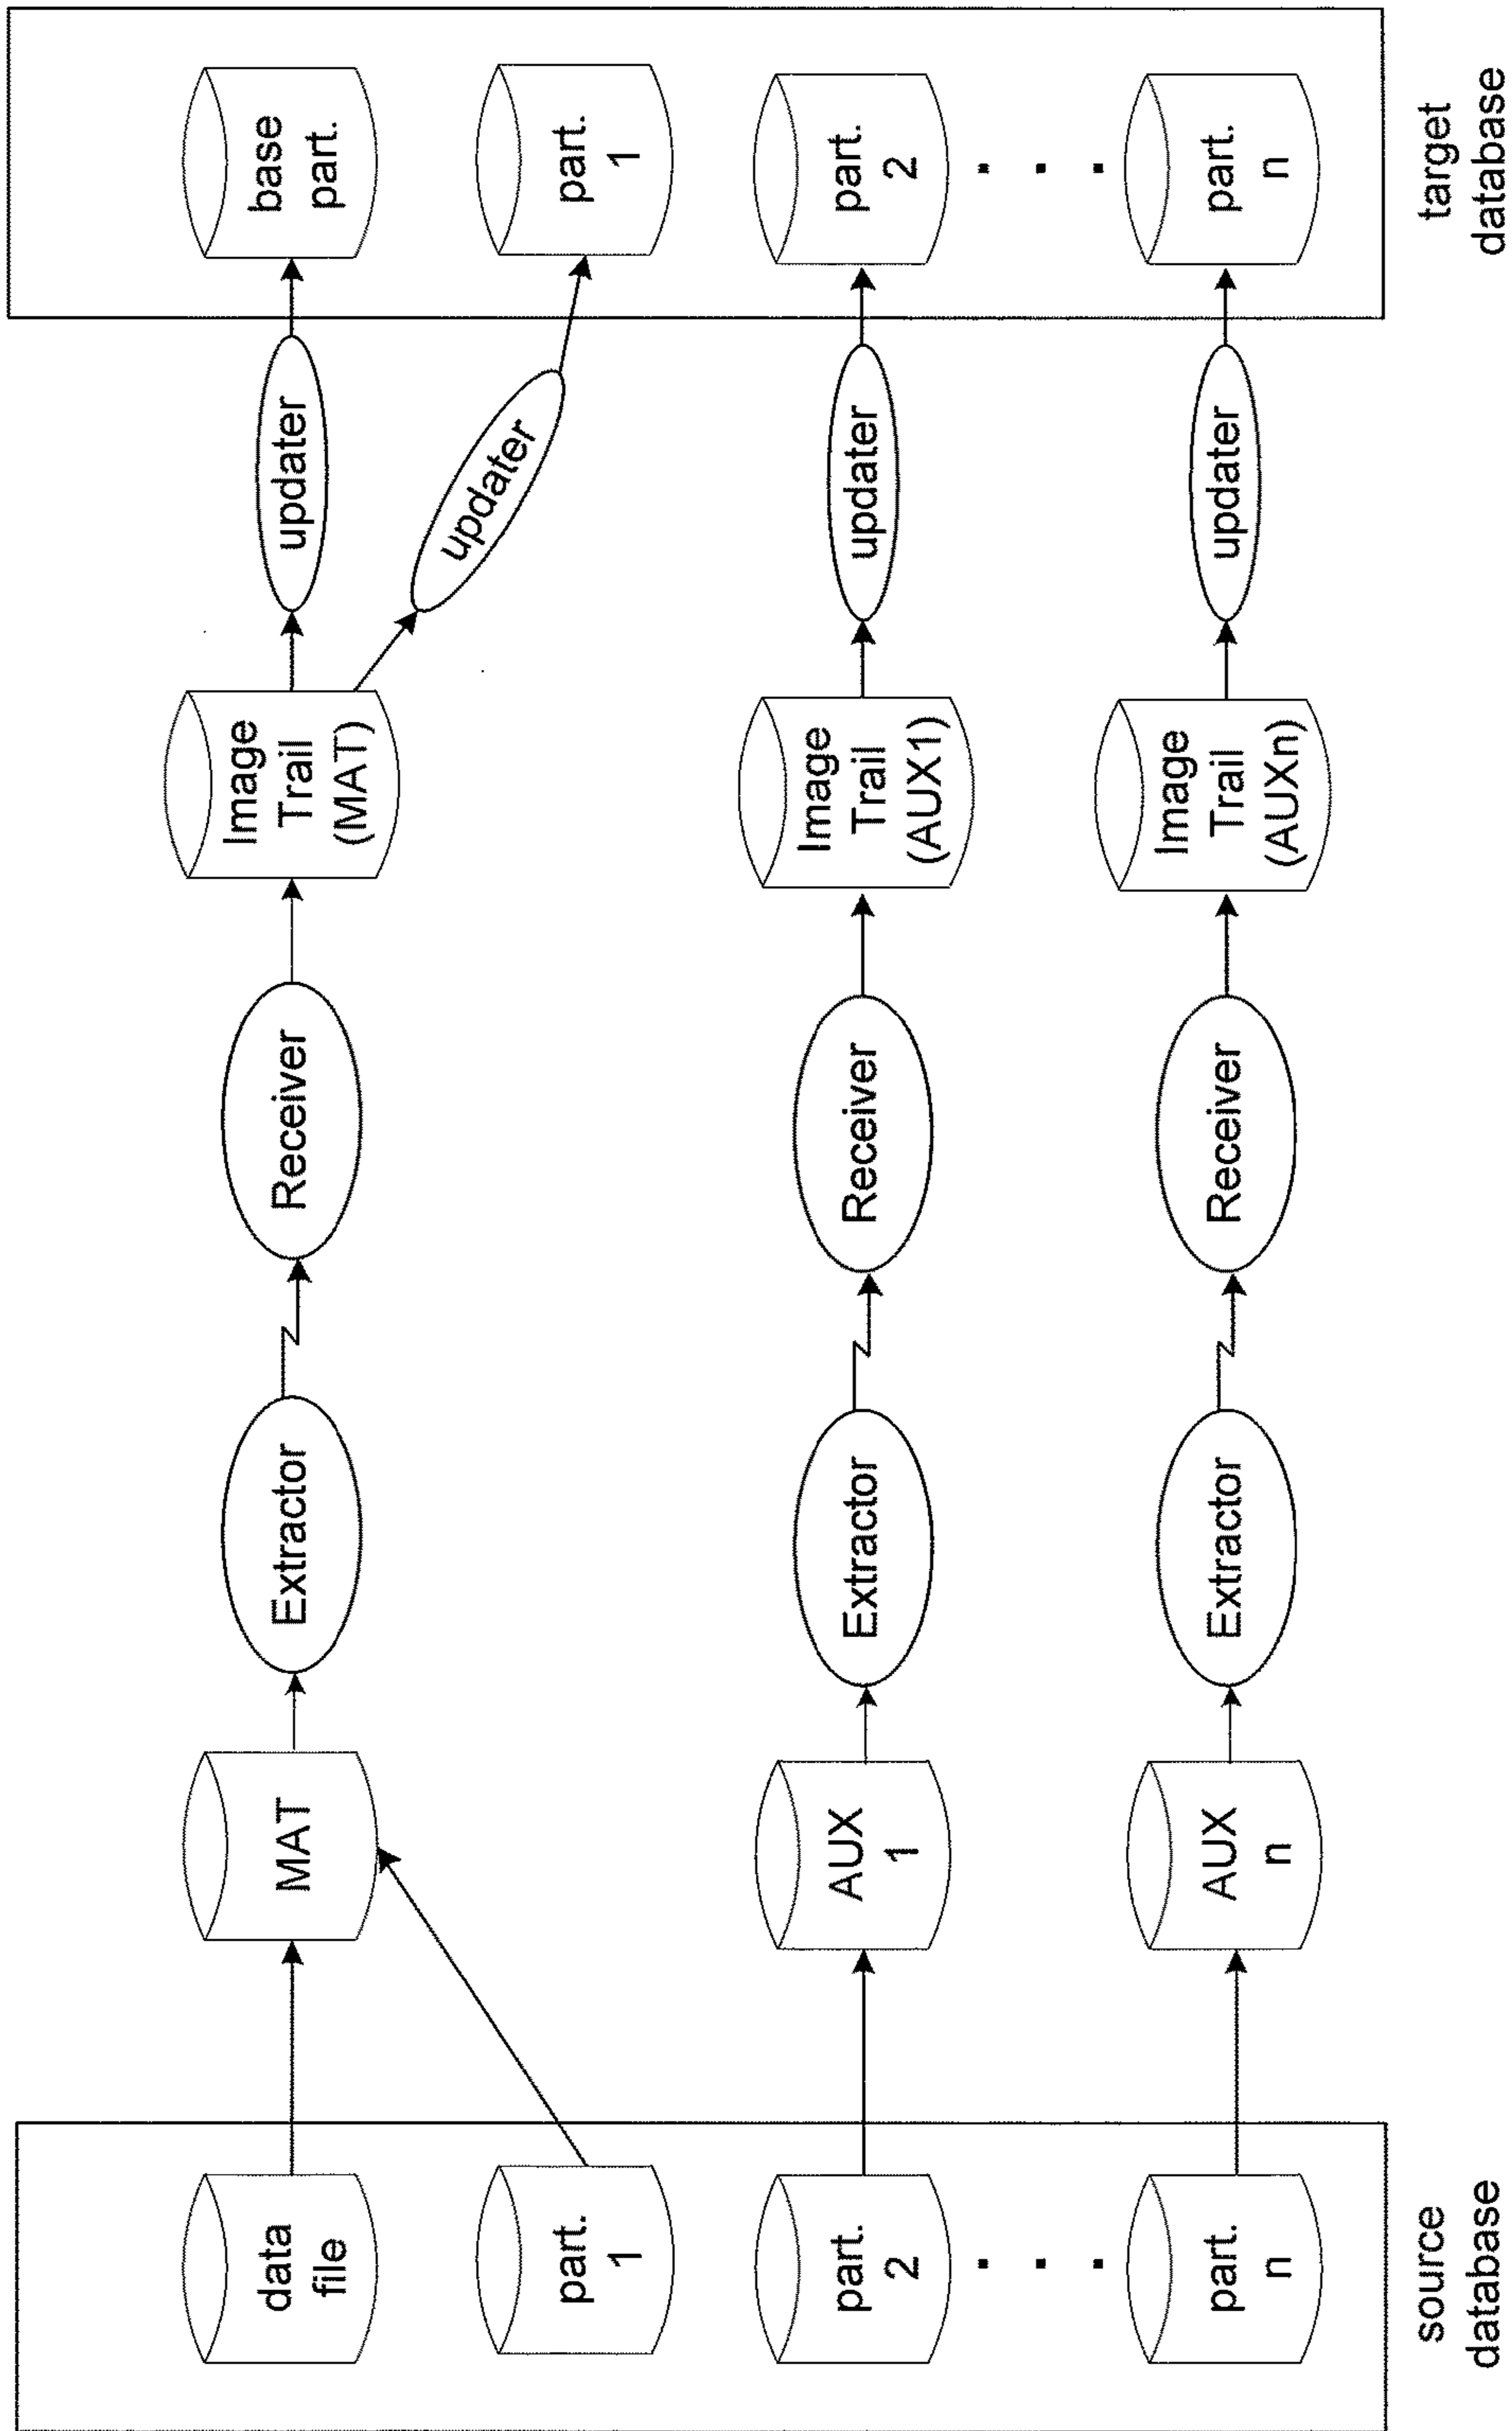 data
file
MAT
Extractor
Receiver
Image
Trail
(MAT)
updater
base
part.
part.
1
updater
part.
1
part.
2
AUX
1
Extractor
Receiver
Image
Trail
(AUX1)
updater
part.
2
. . .
. . .
part.
n
AUX
n
Extractor
Receiver
Image
Trail
(AUXn)
updater
part.
n
source
database
target
database